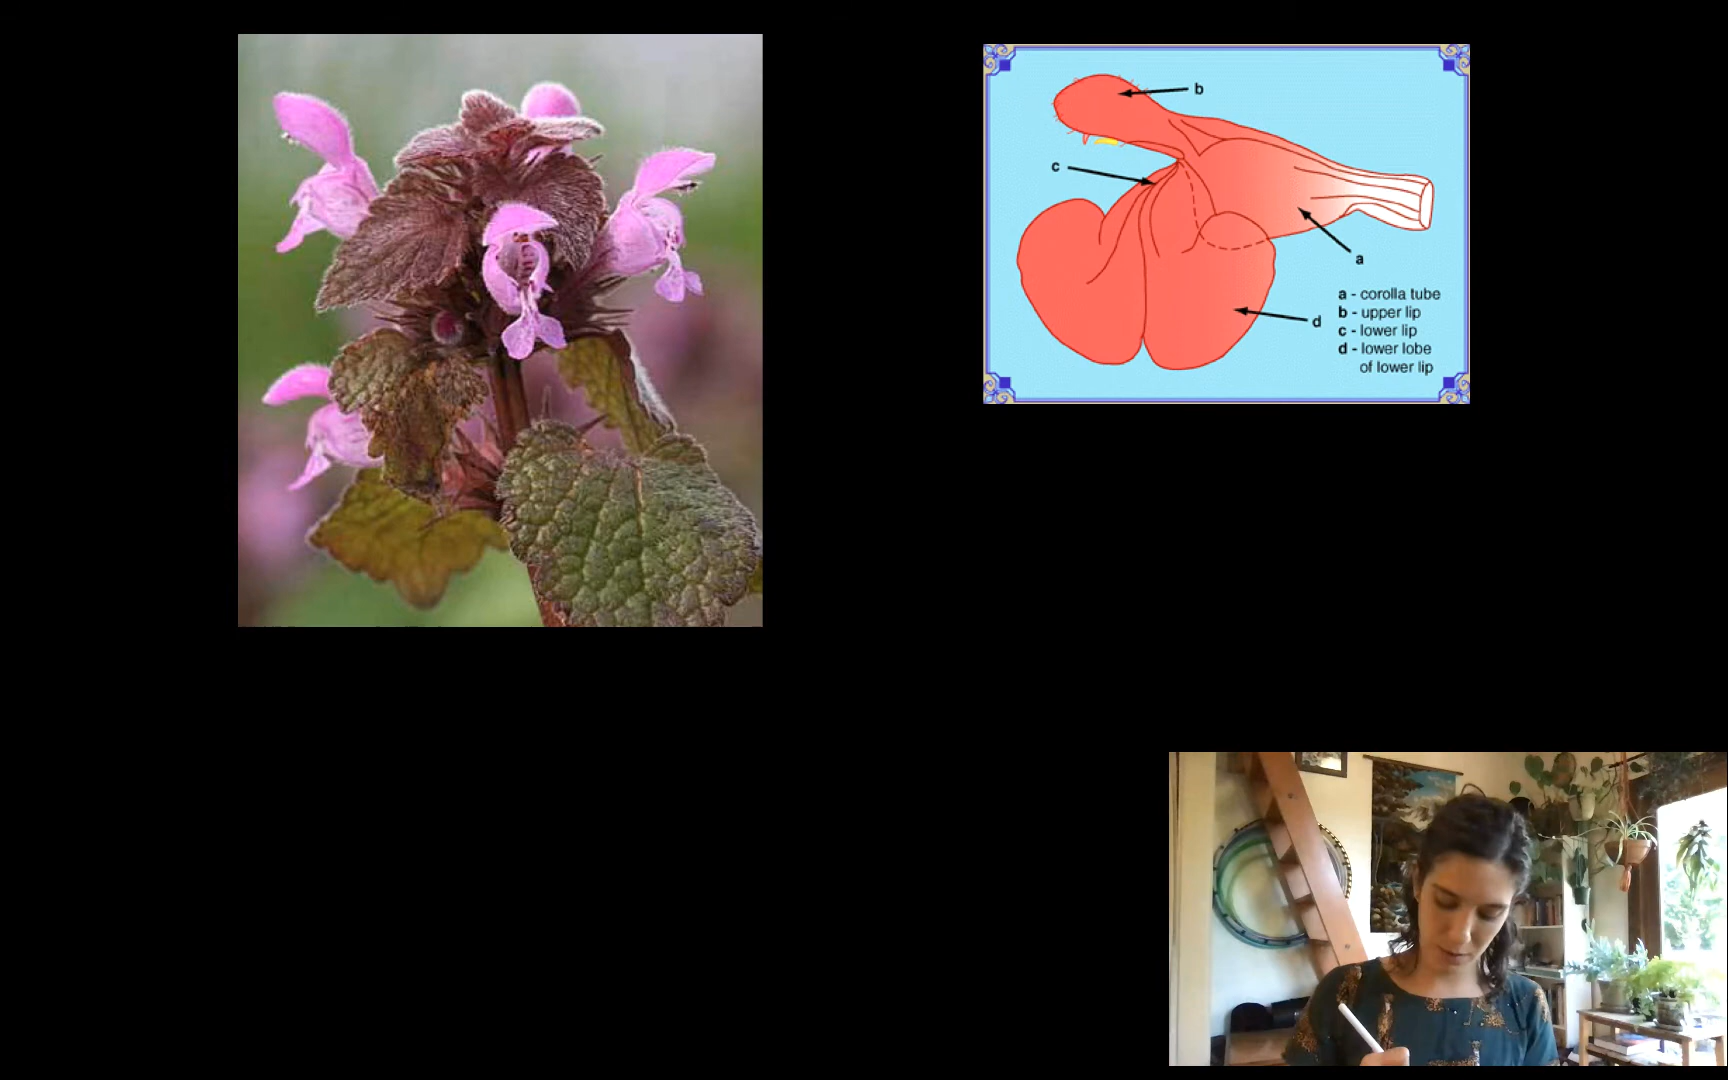 b
c
a
d
a - corolla tube
b - upper lip
c - lower lip
d - lower lobe
of lower lip